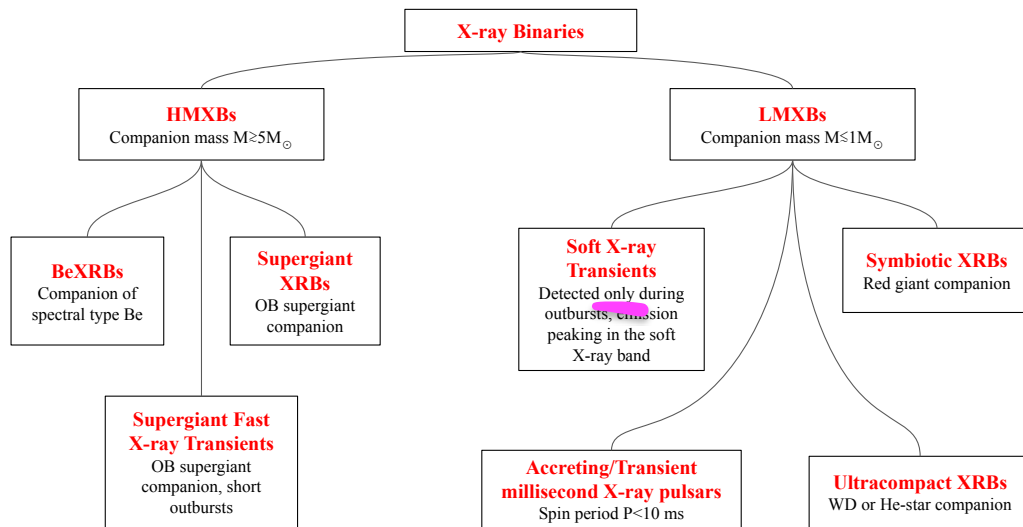 X-ray Binaries
HMXBs
Companion mass M≳5M☉
LMXBs
Companion mass M≲1M☉
BeXRBs
Companion of
spectral type Be
Supergiant
XRBs
OB supergiant
companion
Soft X-ray
Transients
Detected only during
outbursts, emission
peaking in the soft
X-ray band
Symbiotic XRBs
Red giant companion
Supergiant Fast
X-ray Transients
OB supergiant
companion, short
outbursts
Accreting/Transient
millisecond X-ray pulsars
Spin period P<10 ms
Ultracompact XRBs
WD or He-star companion